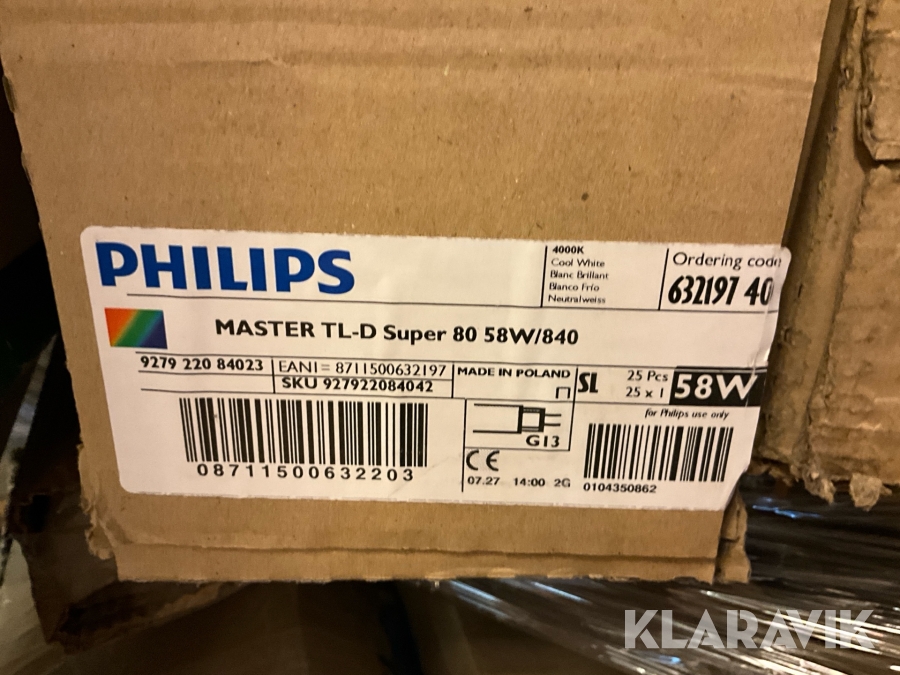 PHILIPS
4000K
Cool White
Blanc Brillant
Blanco Frío
Neutralweiss
Ordering code
632197 40
MASTER TL-D Super 80 58W/840
9279 220 84023
EAN1= 8711500632197
SKU 927922084042
MADE IN POLAND
SL
25 Pcs
25 x 1
58W
for Philips use only
G13
CE
07.27 14:00 2G
08711500632203
0104350862
KLARAVIK